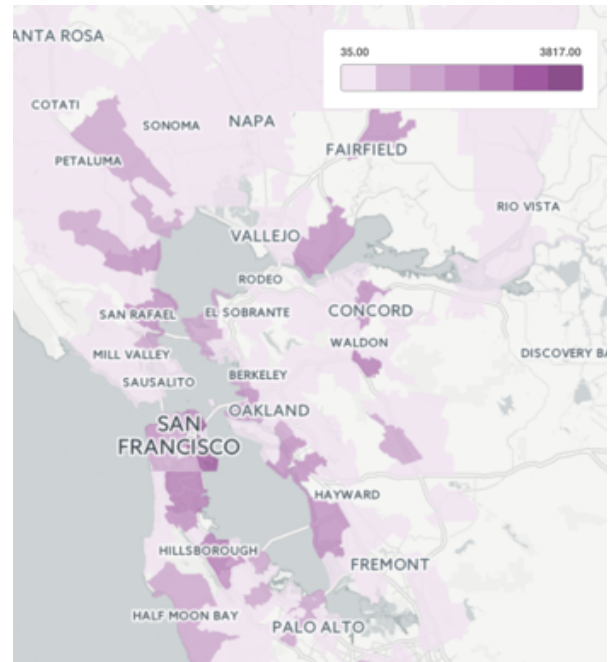 ANTA ROSA
35.00 3817.00
COTATI
SONOMA
NAPA
FAIRFIELD
PETALUMA
RIO VISTA
VALLEJO
RODEO
SAN RAFAEL
EL SOBRANTE
CONCORD
WALDON
MILL VALLEY
DISCOVERY BA
SAUSALITO
BERKELEY
OAKLAND
SAN
FRANCISCO
HAYWARD
HILLSBOROUGH
FREMONT
HALF MOON BAY
PALO ALTO